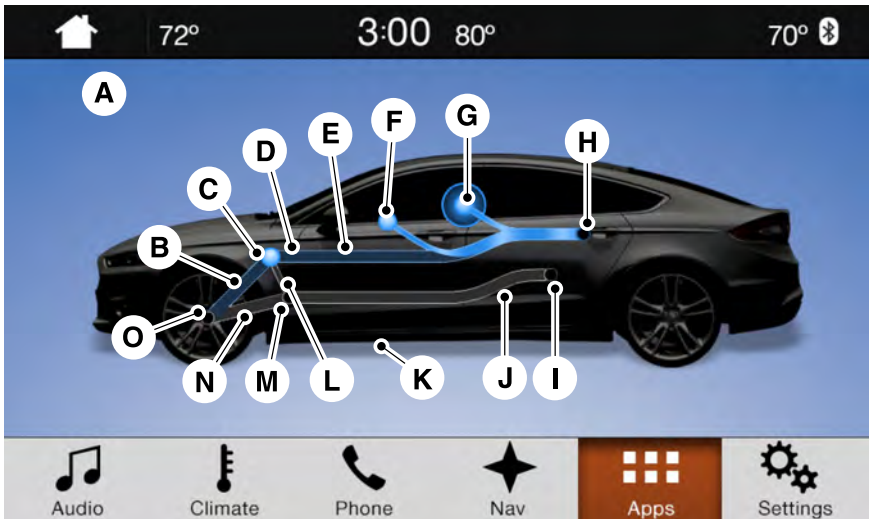 72° 3:00 80° 70°
A
B
C
D
E
F
G
H
O
N
M
L
K
J
I
Audio Climate Phone Nav Apps Settings